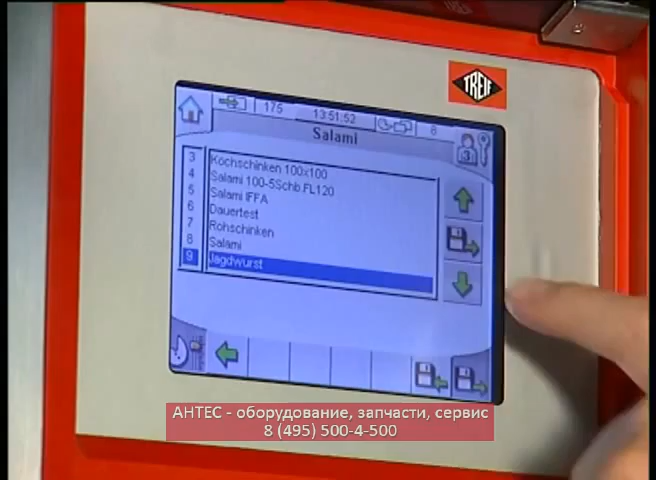 TREIF
175
13:51:52
8
Salami
3
3 Kochschinken 100x100
4 Salami 100-5Schb.FL120
5 Salami IFFA
6 Dauertest
7 Rohschinken
8 Salami
9 Jagdwurst
АНТЕС - оборудование, запчасти, сервис
8 (495) 500-4-500